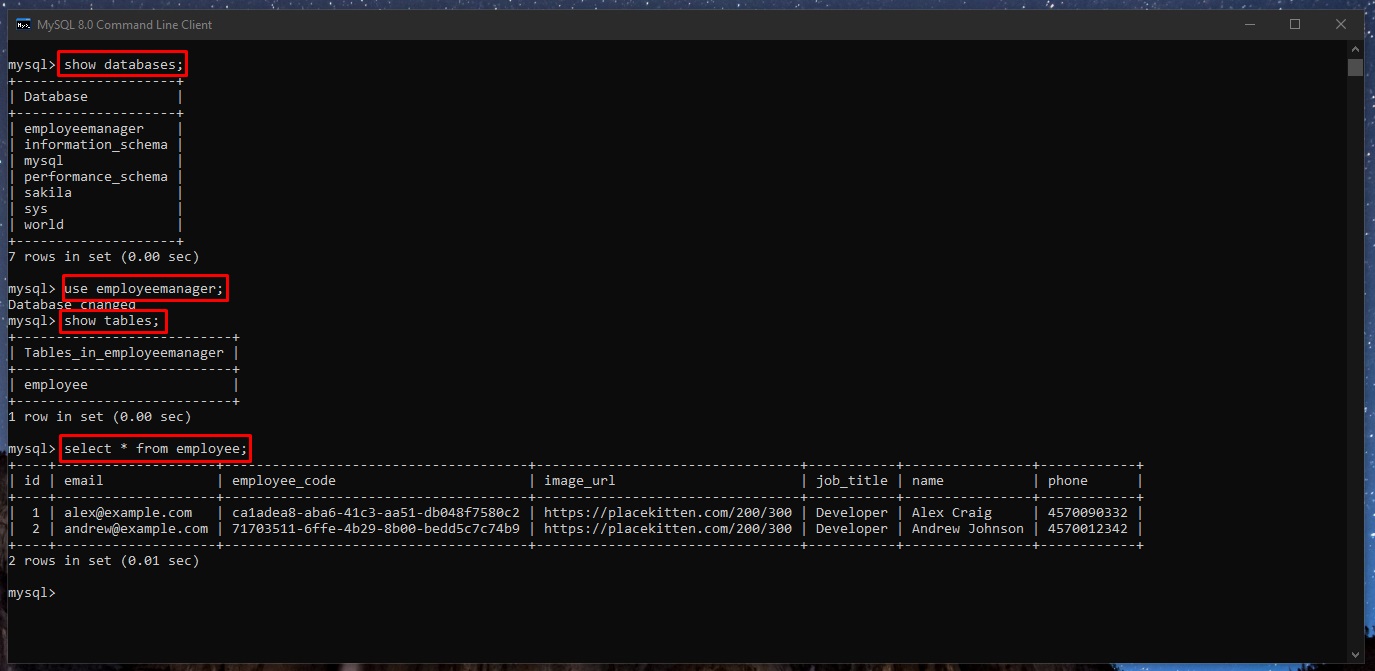 MySQL 8.0 Command Line Client
mysql> show databases;
+--------------------+
| Database           |
+--------------------+
| employeemanager    |
| information_schema |
| mysql              |
| performance_schema |
| sakila             |
| sys                |
| world              |
+--------------------+
7 rows in set (0.00 sec)
mysql> use employeemanager;
Database changed
mysql> show tables;
+---------------------------+
| Tables_in_employeemanager |
+---------------------------+
| employee                  |
+---------------------------+
1 row in set (0.00 sec)
mysql> select * from employee;
+----+--------------------+--------------------------------------+---------------------------------+-----------+----------------+------------+
| id | email              | employee_code                        | image_url                       | job_title | name           | phone      |
+----+--------------------+--------------------------------------+---------------------------------+-----------+----------------+------------+
|  1 | alex@example.com   | ca1adea8-aba6-41c3-aa51-db048f7580c2 | https://placekitten.com/200/300 | Developer | Alex Craig     | 4570090332 |
|  2 | andrew@example.com | 71703511-6ffe-4b29-8b00-bedd5c7c74b9 | https://placekitten.com/200/300 | Developer | Andrew Johnson | 4570012342 |
+----+--------------------+--------------------------------------+---------------------------------+-----------+----------------+------------+
2 rows in set (0.01 sec)
mysql>